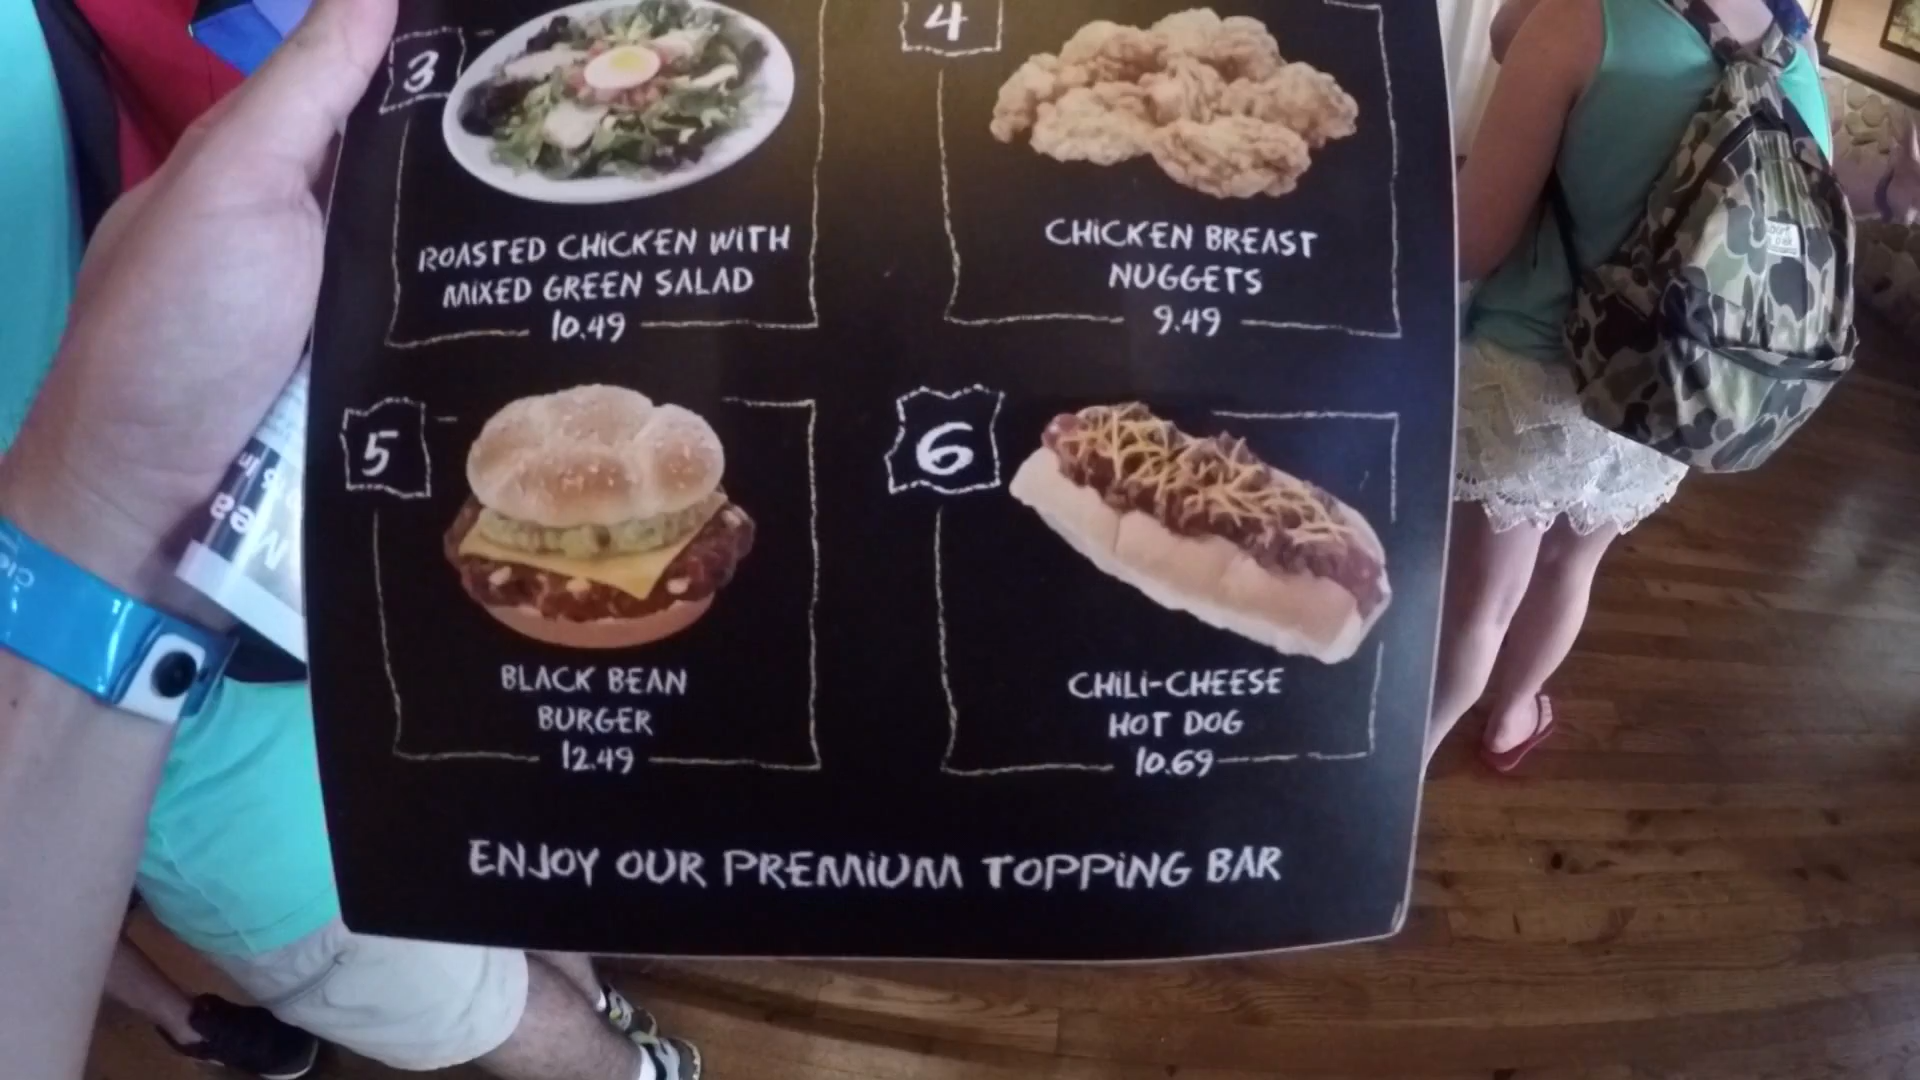 3
ROASTED CHICKEN WITH
MIXED GREEN SALAD
10.49
4
CHICKEN BREAST
NUGGETS
9.49
5
BLACK BEAN
BURGER
12.49
6
CHILI-CHEESE
HOT DOG
10.69
ENJOY OUR PREMIUM TOPPING BAR